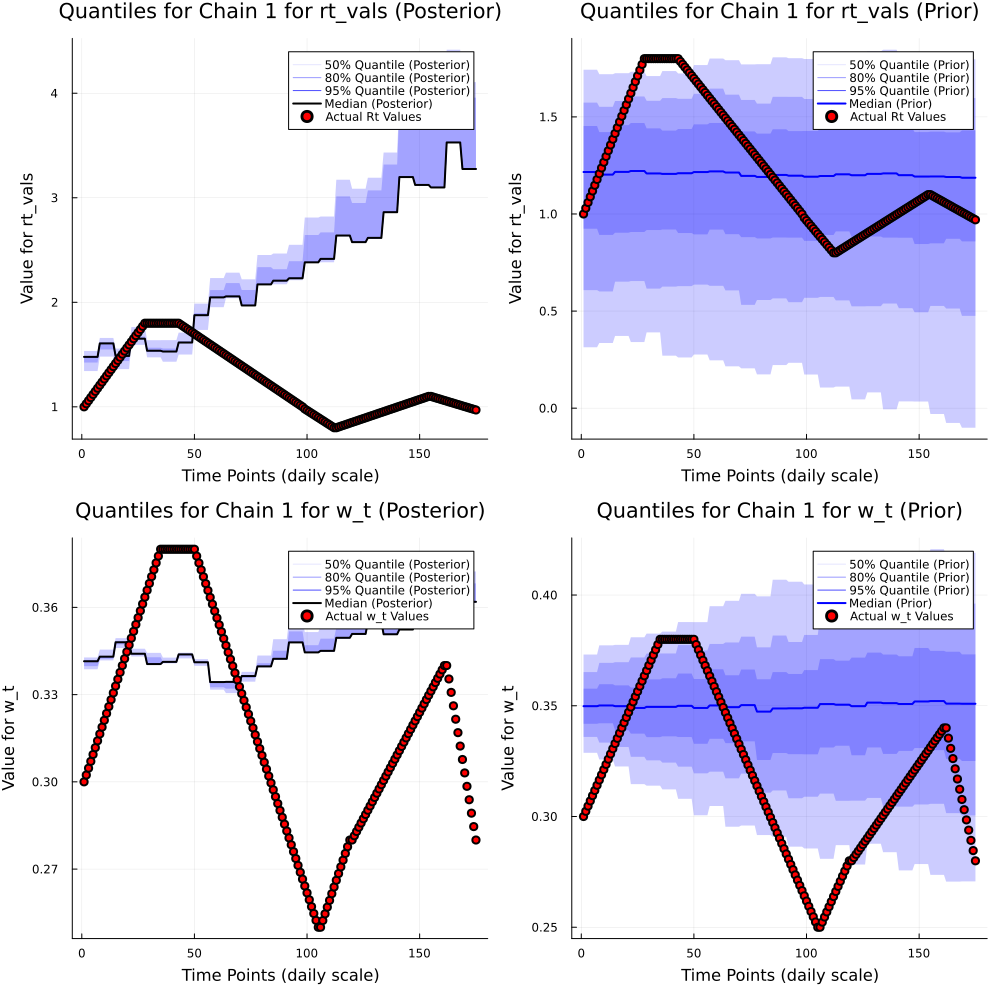 Quantiles for Chain 1 for rt_vals (Posterior)
50% Quantile (Posterior)
80% Quantile (Posterior)
95% Quantile (Posterior)
Median (Posterior)
Actual Rt Values
Value for rt_vals
4
3
2
1
0
50
100
150
Time Points (daily scale)
Quantiles for Chain 1 for rt_vals (Prior)
50% Quantile (Prior)
80% Quantile (Prior)
95% Quantile (Prior)
Median (Prior)
Actual Rt Values
Value for rt_vals
1.5
1.0
0.5
0.0
0
50
100
150
Time Points (daily scale)
Quantiles for Chain 1 for w_t (Posterior)
50% Quantile (Posterior)
80% Quantile (Posterior)
95% Quantile (Posterior)
Median (Posterior)
Actual w_t Values
Value for w_t
0.36
0.33
0.30
0.27
0
50
100
150
Time Points (daily scale)
Quantiles for Chain 1 for w_t (Prior)
50% Quantile (Prior)
80% Quantile (Prior)
95% Quantile (Prior)
Median (Prior)
Actual w_t Values
Value for w_t
0.40
0.35
0.30
0.25
0
50
100
150
Time Points (daily scale)